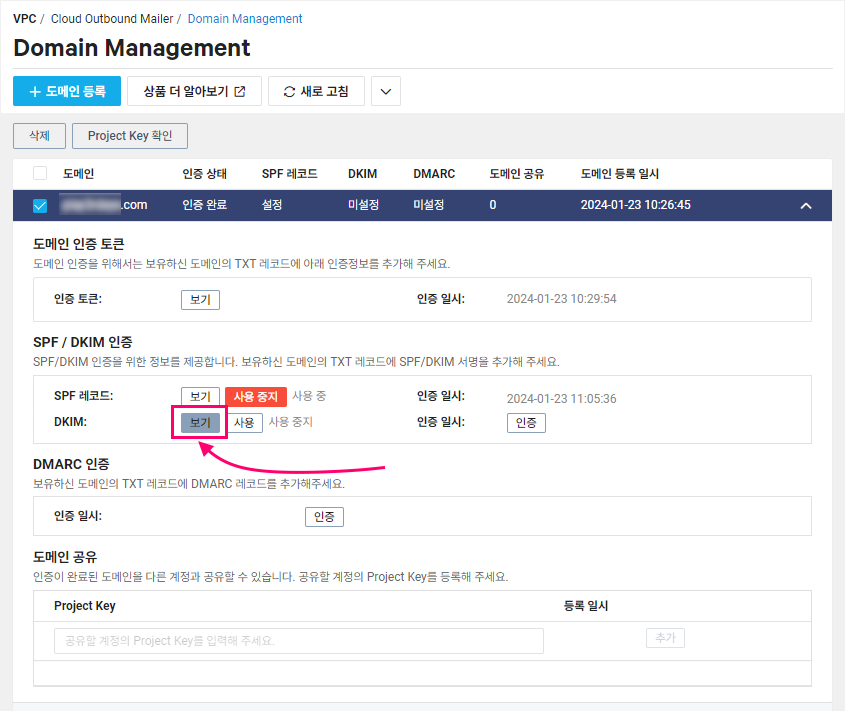 VPC / Cloud Outbound Mailer / Domain Management
Domain Management
+ 도메인 등록 상품 더 알아보기 새로 고침
삭제 Project Key 확인
도메인 인증 상태 SPF 레코드 DKIM DMARC 도메인 공유 도메인 등록 일시
.com 인증 완료 설정 미설정 미설정 0 2024-01-23 10:26:45
도메인 인증 토큰
도메인 인증을 위해서는 보유하신 도메인의 TXT 레코드에 아래 인증정보를 추가해 주세요.
인증 토큰: 보기 인증 일시: 2024-01-23 10:29:54
SPF / DKIM 인증
SPF/DKIM 인증을 위한 정보를 제공합니다. 보유하신 도메인의 TXT 레코드에 SPF/DKIM 서명을 추가해 주세요.
SPF 레코드: 보기 사용 중지 사용 중 인증 일시: 2024-01-23 11:05:36
DKIM: 보기 사용 사용 중지 인증 일시: 인증
DMARC 인증
보유하신 도메인의 TXT 레코드에 DMARC 레코드를 추가해주세요.
인증 일시: 인증
도메인 공유
인증이 완료된 도메인을 다른 계정과 공유할 수 있습니다. 공유할 계정의 Project Key를 등록해 주세요.
Project Key 등록 일시
공유할 계정의 Project Key를 입력해 주세요. 추가